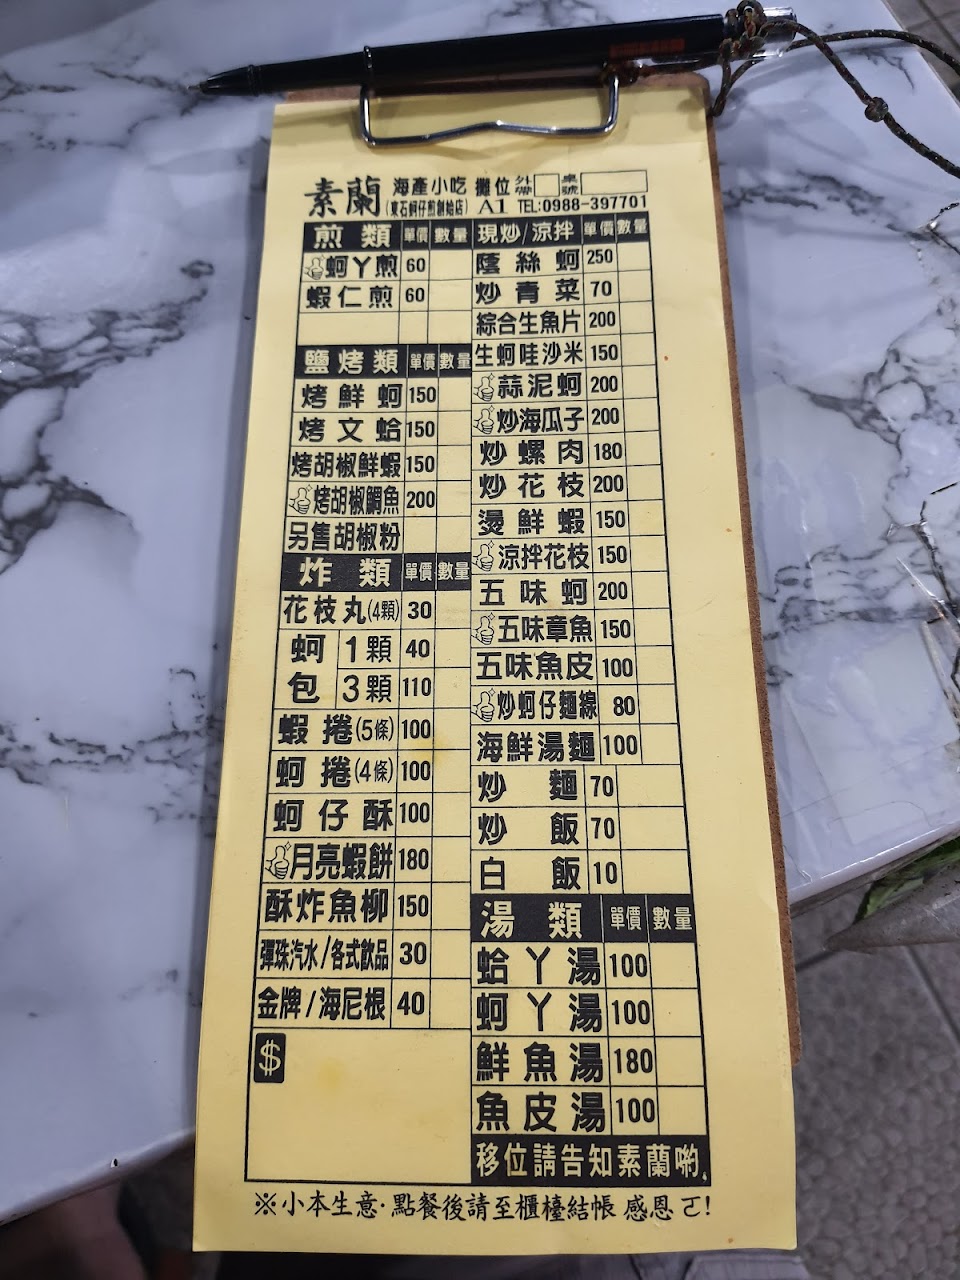 素蘭 海產小吃 攤位 外帶 桌號
(東石蚵仔煎創始店) A1 TEL:0988-397701
煎類 單價 數量
蚵丫煎 60
蝦仁煎 60
鹽烤類 單價 數量
烤鮮蚵 150
烤文蛤 150
烤胡椒鮮蝦 150
烤胡椒鯛魚 200
另售胡椒粉
炸類 單價 數量
花枝丸(4顆) 30
蚵包 1顆 40
3顆 110
蝦捲(5條) 100
蚵捲(4條) 100
蚵仔酥 100
月亮蝦餅 180
酥炸魚柳 150
彈珠汽水/各式飲品 30
金牌/海尼根 40
$
現炒/涼拌 單價 數量
蔭絲蚵 250
炒青菜 70
綜合生魚片 200
生蚵哇沙米 150
蒜泥蚵 200
炒海瓜子 200
炒螺肉 180
炒花枝 200
燙鮮蝦 150
涼拌花枝 150
五味蚵 200
五味章魚 150
五味魚皮 100
炒蚵仔麵線 80
海鮮湯麵 100
炒麵 70
炒飯 70
白飯 10
湯類 單價 數量
蛤丫湯 100
蚵丫湯 100
鮮魚湯 180
魚皮湯 100
移位請告知素蘭喲.
※小本生意·點餐後請至櫃檯結帳 感恩ㄛ!